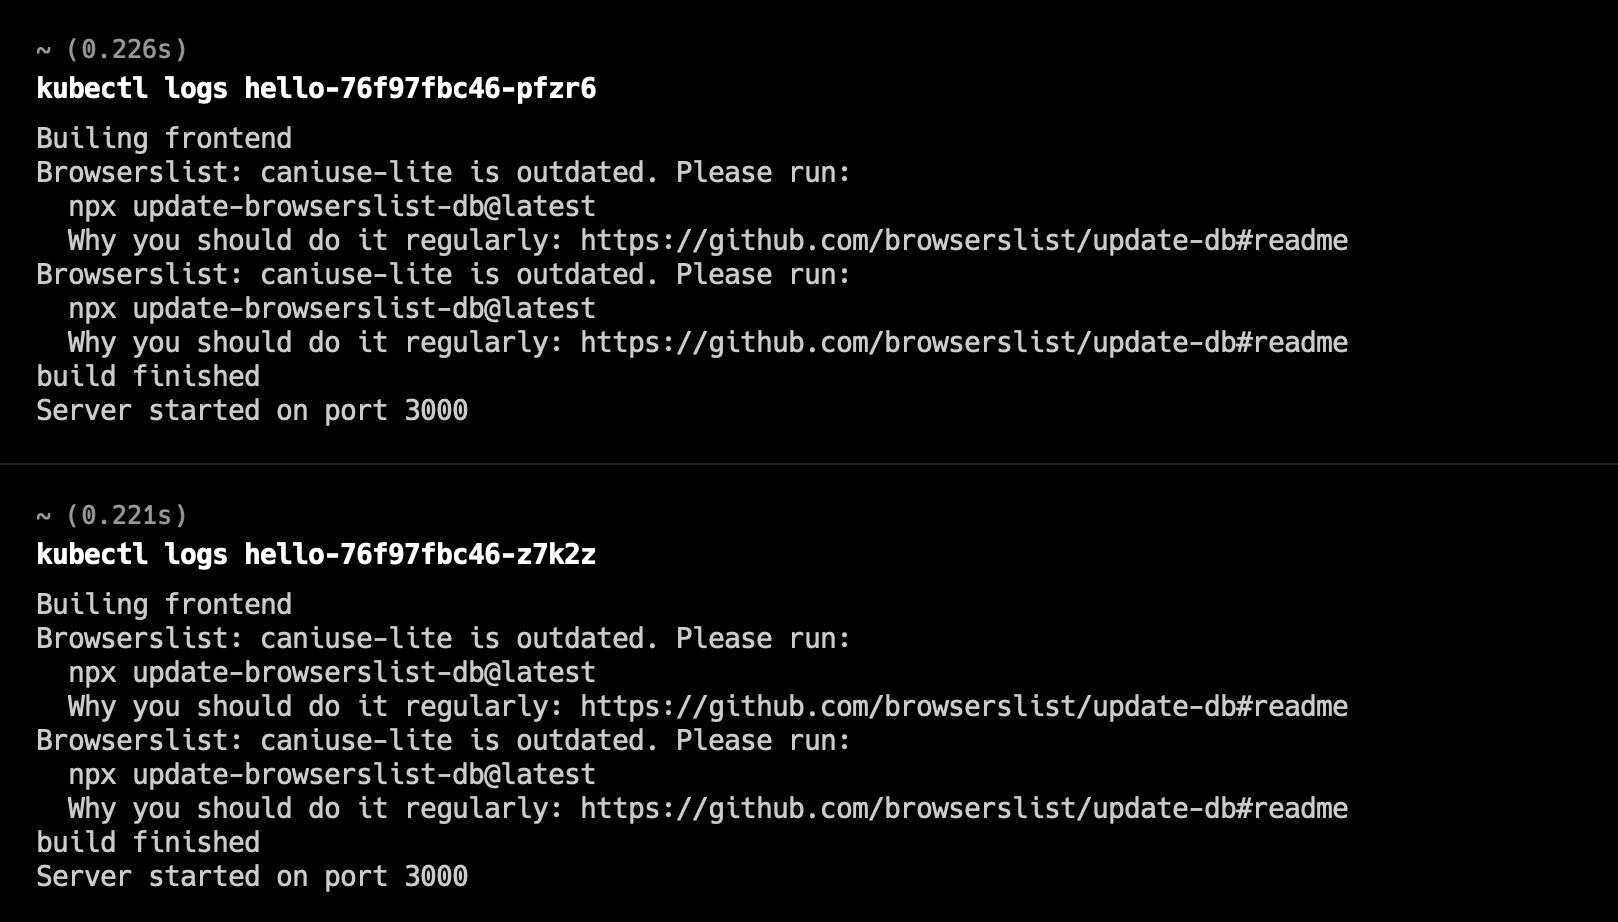 ~ (0.226s)
kubectl logs hello-76f97fbc46-pfzr6
Builing frontend
Browserslist: caniuse-lite is outdated. Please run:
  npx update-browserslist-db@latest
  Why you should do it regularly: https://github.com/browserslist/update-db#readme
Browserslist: caniuse-lite is outdated. Please run:
  npx update-browserslist-db@latest
  Why you should do it regularly: https://github.com/browserslist/update-db#readme
build finished
Server started on port 3000
~ (0.221s)
kubectl logs hello-76f97fbc46-z7k2z
Builing frontend
Browserslist: caniuse-lite is outdated. Please run:
  npx update-browserslist-db@latest
  Why you should do it regularly: https://github.com/browserslist/update-db#readme
Browserslist: caniuse-lite is outdated. Please run:
  npx update-browserslist-db@latest
  Why you should do it regularly: https://github.com/browserslist/update-db#readme
build finished
Server started on port 3000